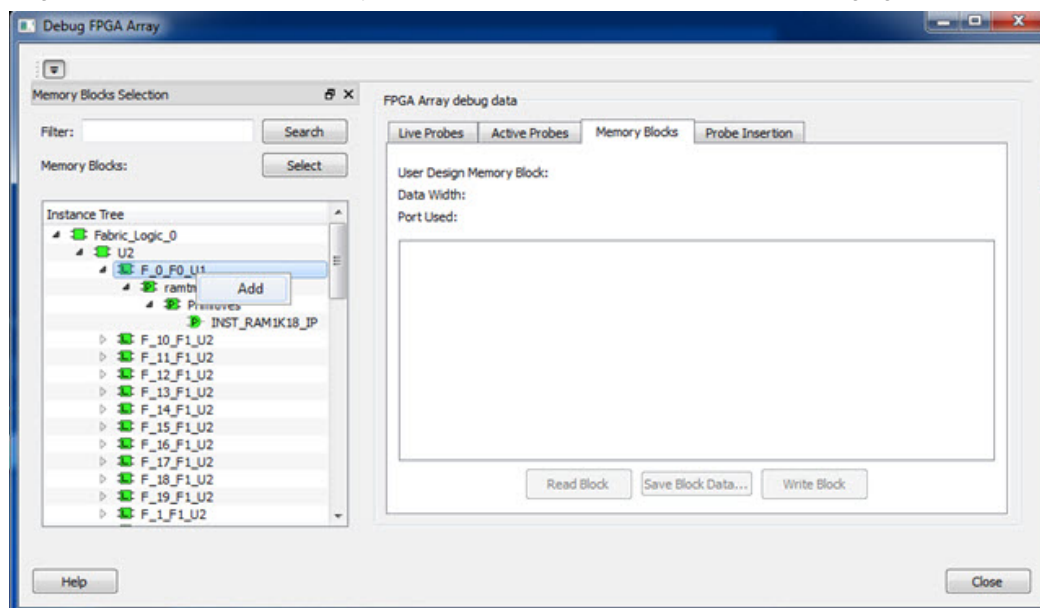 Debug FPGA Array
Memory Blocks Selection
Filter:
Search
Memory Blocks:
Select
Instance Tree
Fabric_Logic_0
U2
F_0_F0_U1
Add
Primitives
INST_RAM1K18_IP
F_10_F1_U2
F_11_F1_U2
F_12_F1_U2
F_13_F1_U2
F_14_F1_U2
F_15_F1_U2
F_16_F1_U2
F_17_F1_U2
F_18_F1_U2
F_19_F1_U2
F_1_F1_U2
FPGA Array debug data
Live Probes Active Probes Memory Blocks Probe Insertion
User Design Memory Block:
Data Width:
Port Used:
Read Block Save Block Data... Write Block
Help
Close